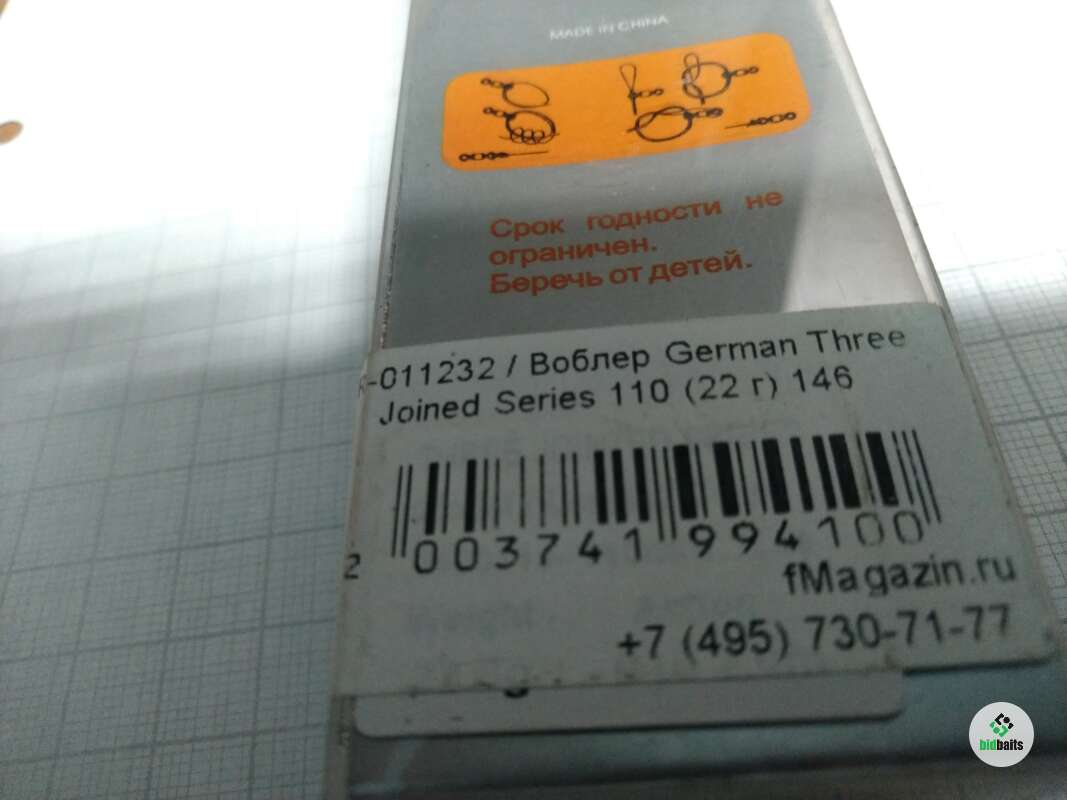 MADE IN CHINA
Срок годности не
ограничен.
Беречь от детей.
к-011232 / Воблер German Three
Joined Series 110 (22 г) 146
2 003741 994100
fMagazin.ru
+7 (495) 730-71-77
bidbaits